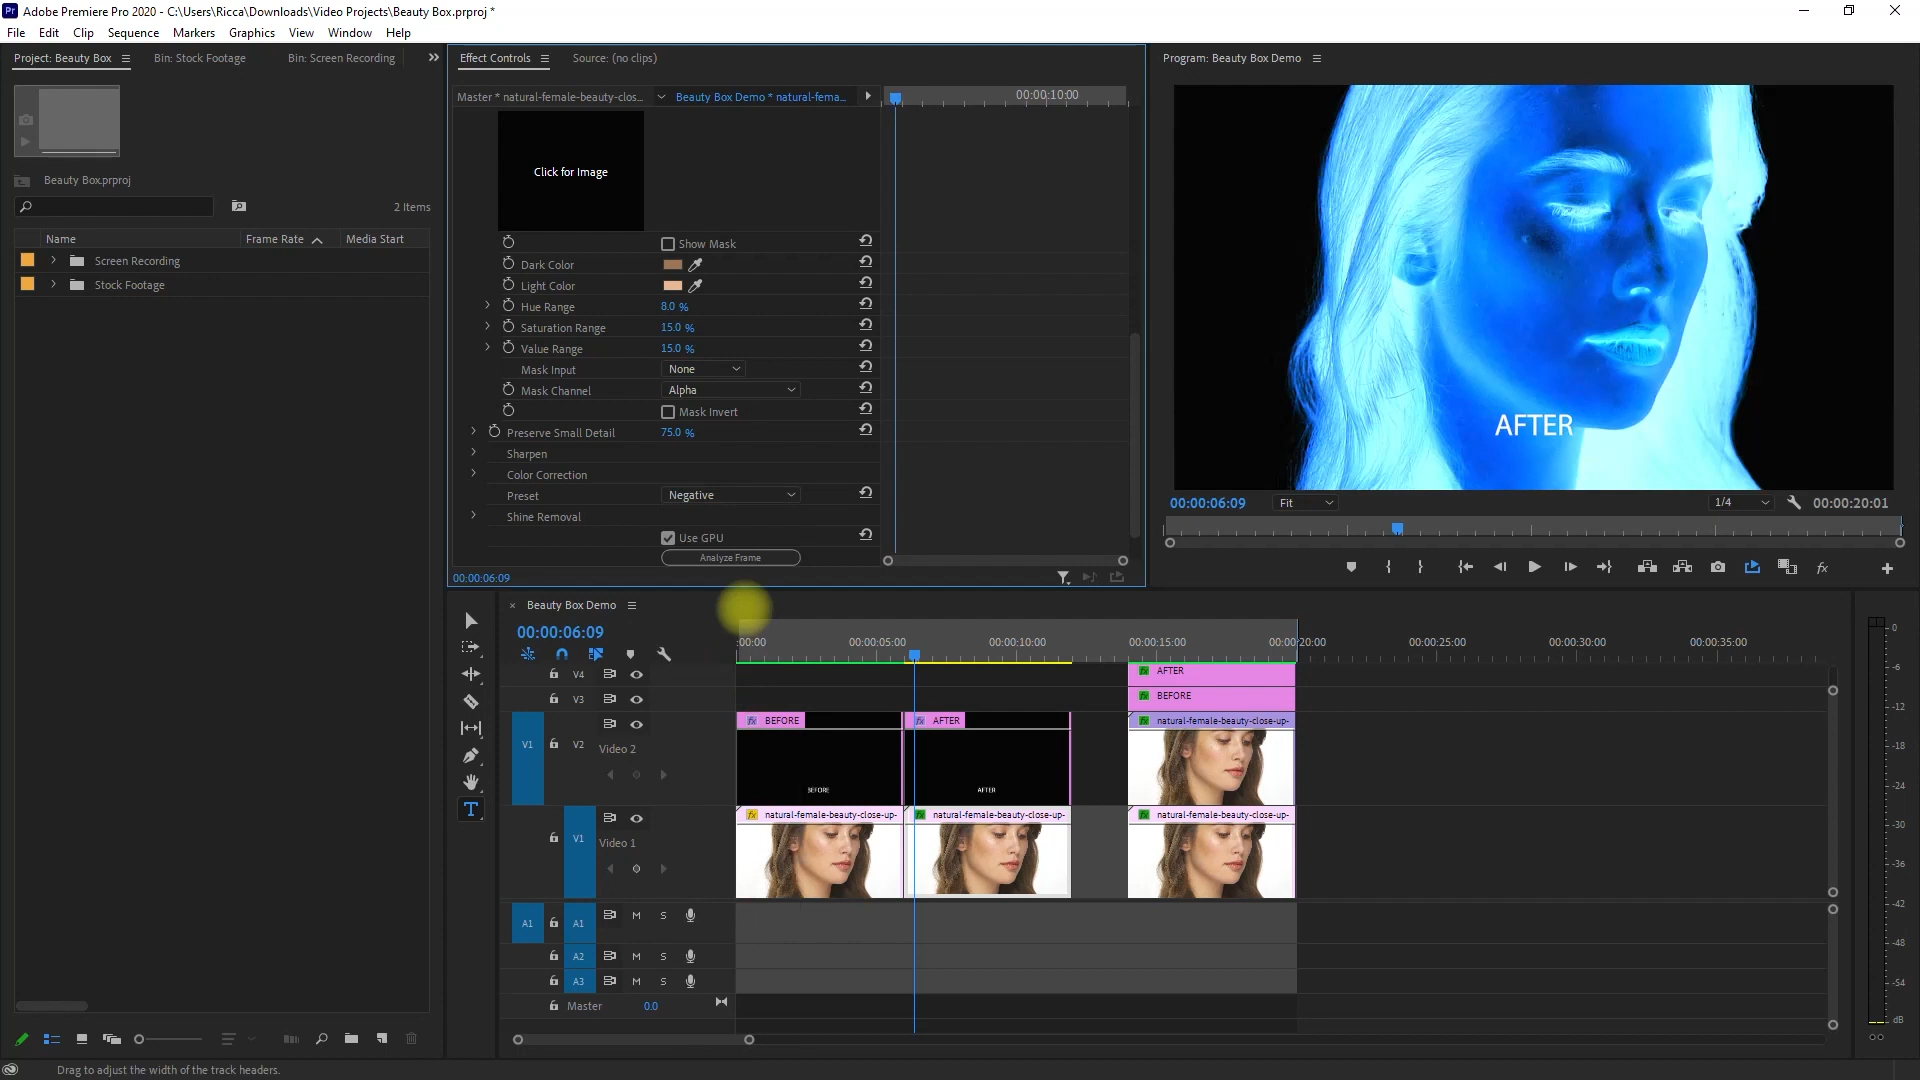 Adobe Premiere Pro 2020 - C:\Users\Ricca\Downloads\Video Projects\Beauty Box.prproj *
File Edit Clip Sequence Markers Graphics View Window Help
Project: Beauty Box Bin: Stock Footage Bin: Screen Recording
Beauty Box.prproj
2 Items
Name Frame Rate Media Start
Screen Recording
Stock Footage
Effect Controls Source: (no clips)
Master * natural-female-beauty-clos... Beauty Box Demo * natural-fema...
00:00:10:00
Click for Image
Show Mask
Dark Color
Light Color
Hue Range 8.0 %
Saturation Range 15.0 %
Value Range 15.0 %
Mask Input None
Mask Channel Alpha
Mask Invert
Preserve Small Detail 75.0 %
Sharpen
Color Correction
Preset Negative
Shine Removal
Use GPU
Analyze Frame
00:00:06:09
Program: Beauty Box Demo
AFTER
00:00:06:09 Fit 1/4 00:00:20:01
Beauty Box Demo
00:00:06:09
:00:00 00:00:05:00 00:00:10:00 00:00:15:00 00:00:20:00 00:00:25:00 00:00:30:00 00:00:35:00
V4 fx AFTER
V3 fx BEFORE
fx BEFORE fx AFTER fx natural-female-beauty-close-up-
V1 V2 Video 2
BEFORE AFTER
fx natural-female-beauty-close-up- fx natural-female-beauty-close-up- fx natural-female-beauty-close-up-
V1 Video 1
A1 A1 M S
A2 M S
A3 M S
Master 0.0
0
-6
-12
-18
-24
-30
-36
-42
-48
-54
dB
Drag to adjust the width of the track headers.